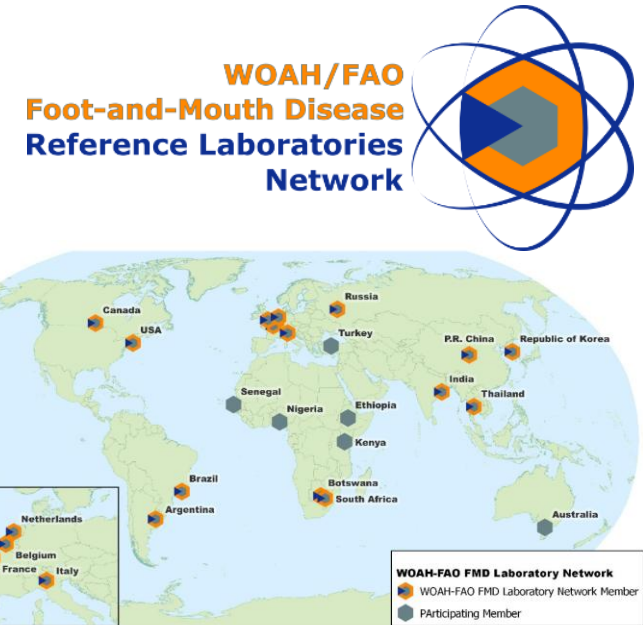 WOAH/FAO
Foot-and-Mouth Disease
Reference Laboratories
Network
Canada
USA
Russia
Turkey
P.R. China
Republic of Korea
India
Thailand
Senegal
Nigeria
Ethiopia
Kenya
Brazil
Argentina
Botswana
South Africa
Australia
Netherlands
Belgium
France
Italy
WOAH-FAO FMD Laboratory Network
WOAH-FAO FMD Laboratory Network Member
PArticipating Member